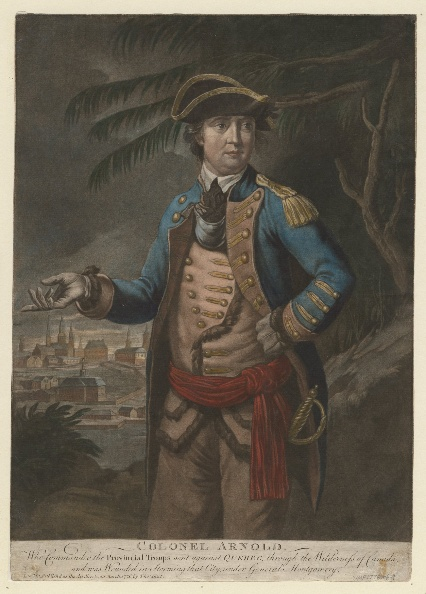 COLONEL ARNOLD.
Who Commanded the Provincial Troops sent against QUEBEC, through the Wilderness of Canada,
and was Wounded in Storming that City, under General Montgomery.
London